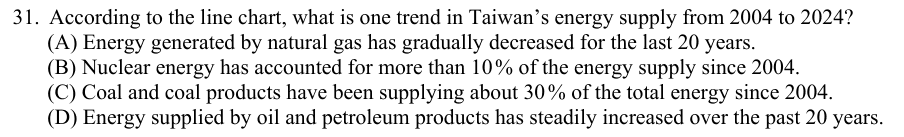 31. According to the line chart, what is one trend in Taiwan's energy supply from 2004 to 2024?
(A) Energy generated by natural gas has gradually decreased for the last 20 years.
(B) Nuclear energy has accounted for more than 10% of the energy supply since 2004.
(C) Coal and coal products have been supplying about 30% of the total energy since 2004.
(D) Energy supplied by oil and petroleum products has steadily increased over the past 20 years.